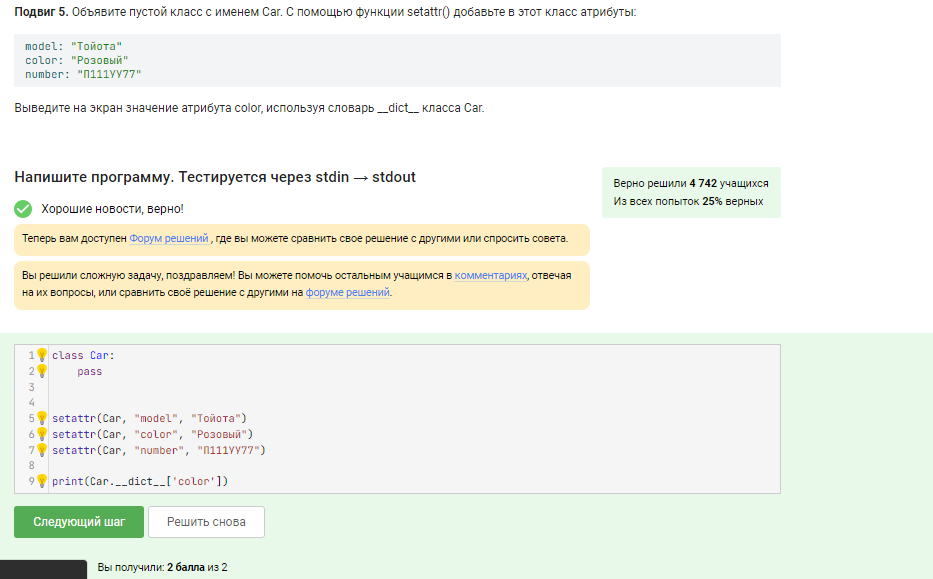 Подвиг 5. Объявите пустой класс с именем Car. С помощью функции setattr() добавьте в этот класс атрибуты:
model: "Тойота"
color: "Розовый"
number: "П111УУ77"
Выведите на экран значение атрибута color, используя словарь __dict__ класса Car.
Напишите программу. Тестируется через stdin → stdout
Верно решили 4 742 учащихся
Из всех попыток 25% верных
Хорошие новости, верно!
Теперь вам доступен Форум решений, где вы можете сравнить свое решение с другими или спросить совета.
Вы решили сложную задачу, поздравляем! Вы можете помочь остальным учащимся в комментариях, отвечая
на их вопросы, или сравнить своё решение с другими на форуме решений.
1 class Car:
2 pass
3
4
5 setattr(Car, "model", "Тойота")
6 setattr(Car, "color", "Розовый")
7 setattr(Car, "number", "П111УУ77")
8
9 print(Car.__dict__['color'])
Следующий шаг Решить снова
Вы получили: 2 балла из 2